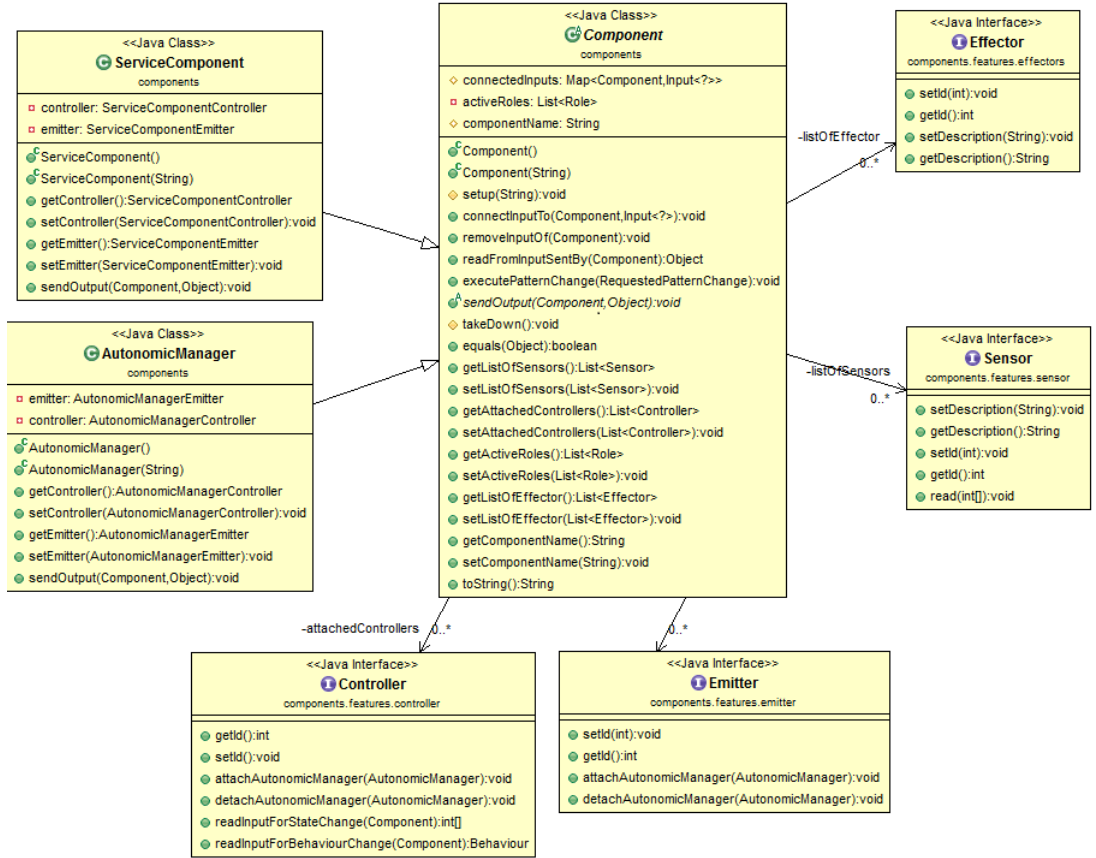 <<Java Class>>
ServiceComponent
components
controller: ServiceComponentController
emitter: ServiceComponentEmitter
ServiceComponent()
ServiceComponent(String)
getController():ServiceComponentController
setController(ServiceComponentController):void
getEmitter():ServiceComponentEmitter
setEmitter(ServiceComponentEmitter):void
sendOutput(Component,Object):void
<<Java Class>>
AutonomicManager
components
emitter: AutonomicManagerEmitter
controller: AutonomicManagerController
AutonomicManager()
AutonomicManager(String)
getController():AutonomicManagerController
setController(AutonomicManagerController):void
getEmitter():AutonomicManagerEmitter
setEmitter(AutonomicManagerEmitter):void
sendOutput(Component,Object):void
<<Java Class>>
Component
components
connectedInputs: Map<Component,Input<?>>
activeRoles: List<Role>
componentName: String
Component()
Component(String)
setup(String):void
connectInputTo(Component,Input<?>):void
removeInputOf(Component):void
readFromInputSentBy(Component):Object
executePatternChange(RequestedPatternChange):void
sendOutput(Component,Object):void
takeDown():void
equals(Object):boolean
getListOfSensors():List<Sensor>
setListOfSensors(List<Sensor>):void
getAttachedControllers():List<Controller>
setAttachedControllers(List<Controller>):void
getActiveRoles():List<Role>
setActiveRoles(List<Role>):void
getListOfEffector():List<Effector>
setListOfEffector(List<Effector>):void
getComponentName():String
setComponentName(String):void
toString():String
-listOfEffector
0..*
<<Java Interface>>
Effector
components.features.effectors
setId(int):void
getId():int
setDescription(String):void
getDescription():String
-listOfSensors
0..*
<<Java Interface>>
Sensor
components.features.sensor
setDescription(String):void
getDescription():String
setId(int):void
getId():int
read(int[]):void
-attachedControllers
0..*
<<Java Interface>>
Controller
components.features.controller
getId():int
setId():void
attachAutonomicManager(AutonomicManager):void
detachAutonomicManager(AutonomicManager):void
readInputForStateChange(Component):int[]
readInputForBehaviourChange(Component):Behaviour
0..*
<<Java Interface>>
Emitter
components.features.emitter
setId(int):void
getId():int
attachAutonomicManager(AutonomicManager):void
detachAutonomicManager(AutonomicManager):void